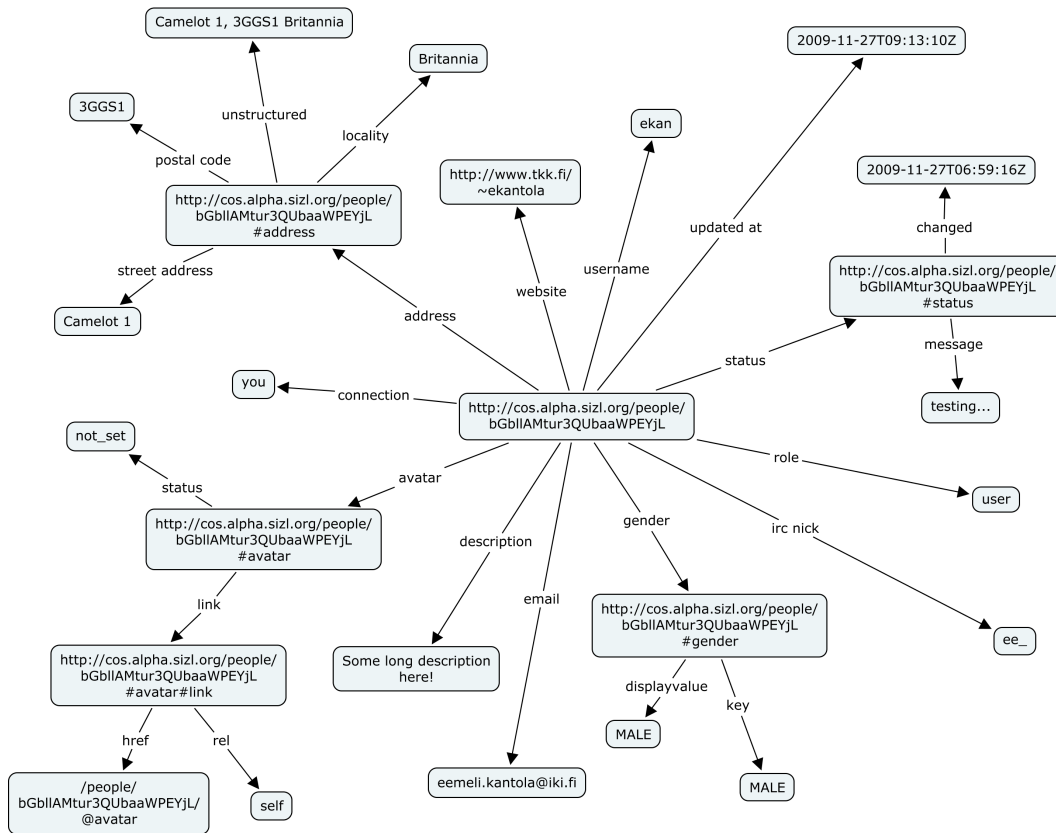 Camelot 1, 3GGS1 Britannia
2009-11-27T09:13:10Z
Britannia
3GGS1
unstructured
ekan
locality
postal code
http://www.tkk.fi/
~ekantola
2009-11-27T06:59:16Z
http://cos.alpha.sizl.org/people/
bGbllAMtur3QUbaaWPEYjL
#address
updated at
changed
street address
username
http://cos.alpha.sizl.org/people/
bGbllAMtur3QUbaaWPEYjL
#status
website
Camelot 1
address
message
status
you
connection
http://cos.alpha.sizl.org/people/
bGbllAMtur3QUbaaWPEYjL
testing...
not_set
role
avatar
status
user
gender
irc nick
http://cos.alpha.sizl.org/people/
bGbllAMtur3QUbaaWPEYjL
#avatar
description
email
link
http://cos.alpha.sizl.org/people/
bGbllAMtur3QUbaaWPEYjL
#gender
ee_
http://cos.alpha.sizl.org/people/
bGbllAMtur3QUbaaWPEYjL
#avatar#link
Some long description
here!
displayvalue
key
href
rel
MALE
/people/
bGbllAMtur3QUbaaWPEYjL/
@avatar
self
eemeli.kantola@iki.fi
MALE